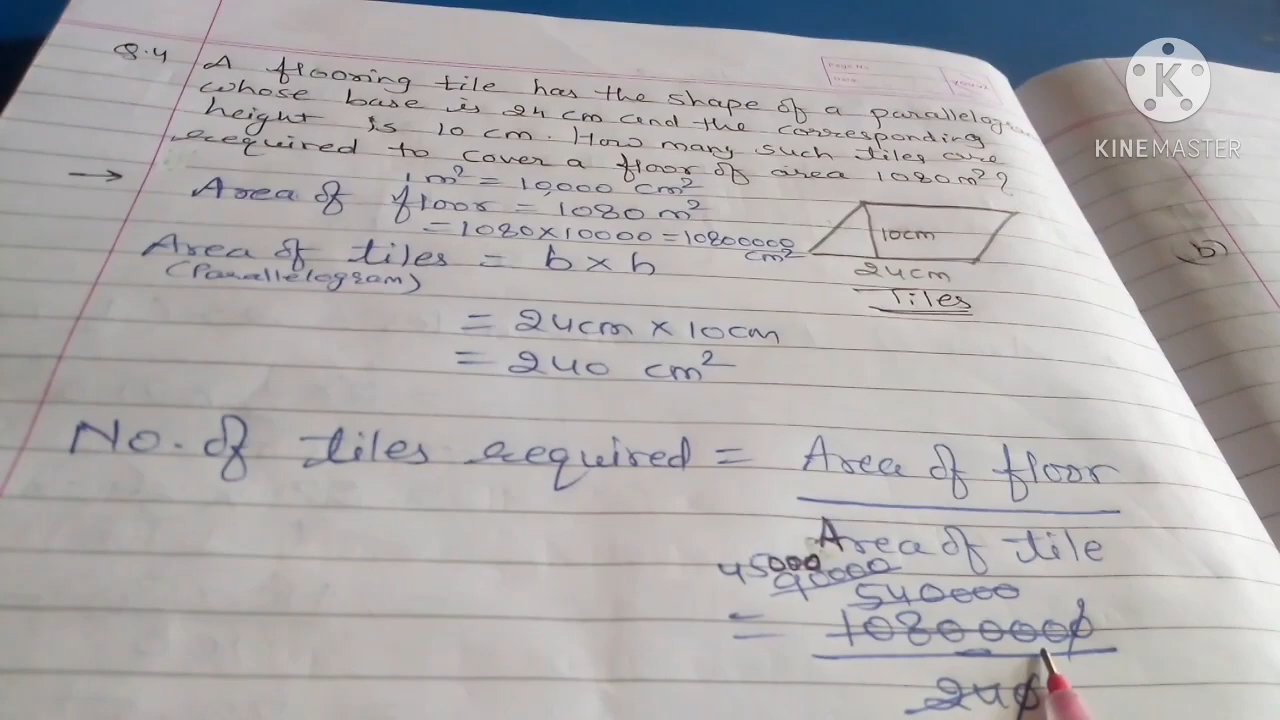 Q.4 A flooring tile has the shape of a parallelogram
whose base is 24 cm and the corresponding
height is 10 cm. How many such tiles are
required to cover a floor of area 1080 m²?
→ 1 m² = 10,000 cm²
Area of floor = 1080 m²
= 1080 × 10000 = 10800000 cm²
Area of tiles = b × h
(Parallelogram)
= 24cm × 10cm
= 240 cm²
10cm
24cm
Tiles
No. of tiles required = Area of floor
Area of tile
45000
90000
540000
= 10800000
240
(b)
K
KINEMASTER